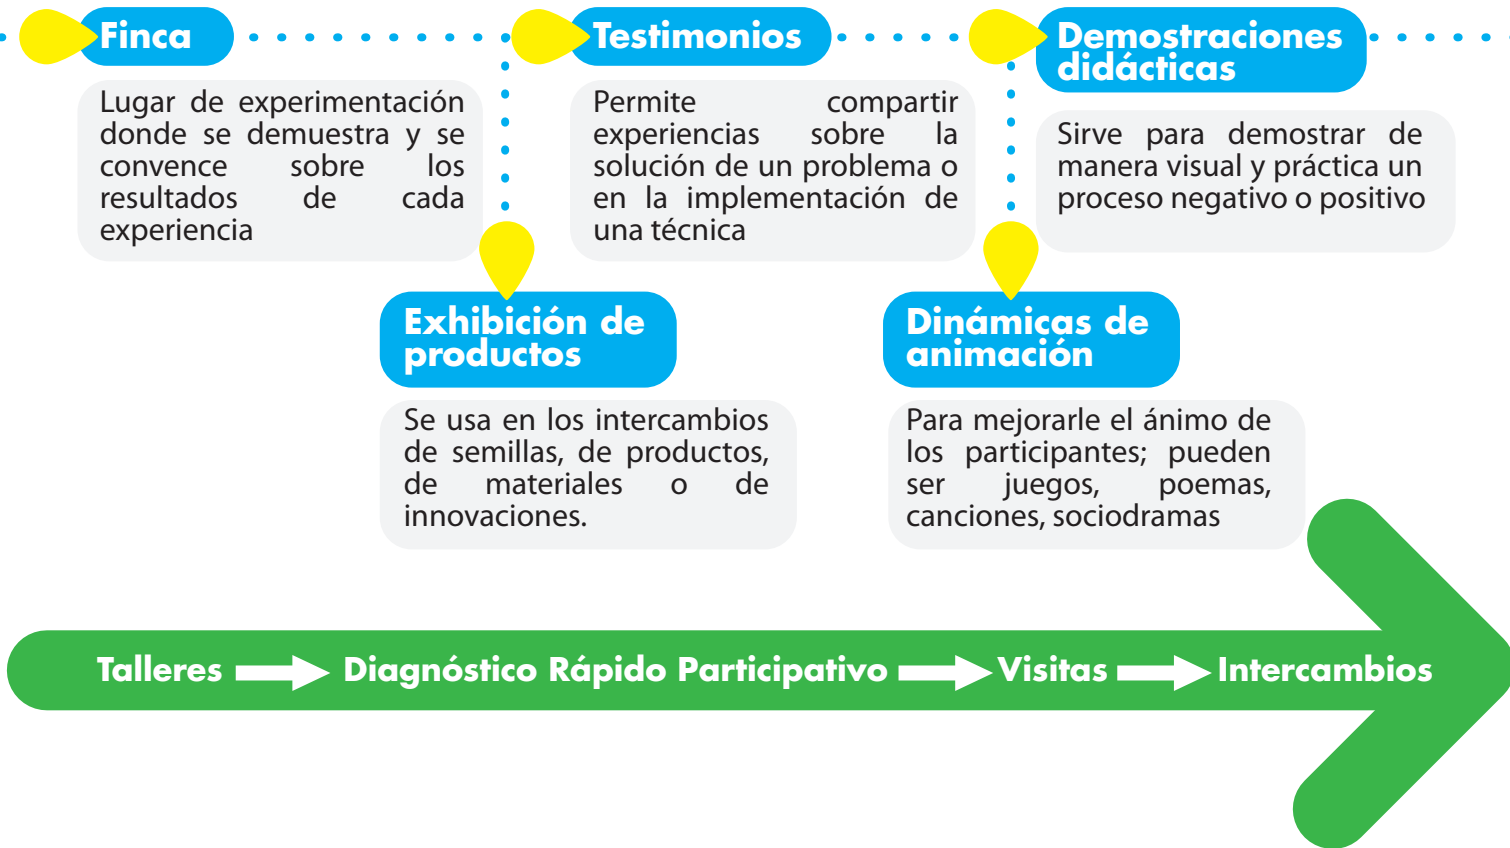 Finca
Lugar de experimentación
donde se demuestra y se
convence sobre los
resultados de cada
experiencia
Testimonios
Permite compartir
experiencias sobre la
solución de un problema o
en la implementación de
una técnica
Demostraciones
didácticas
Sirve para demostrar de
manera visual y práctica un
proceso negativo o positivo
Exhibición de
productos
Se usa en los intercambios
de semillas, de productos,
de materiales o de
innovaciones.
Dinámicas de
animación
Para mejorarle el ánimo de
los participantes; pueden
ser juegos, poemas,
canciones, sociodramas
Talleres Diagnóstico Rápido Participativo Visitas Intercambios